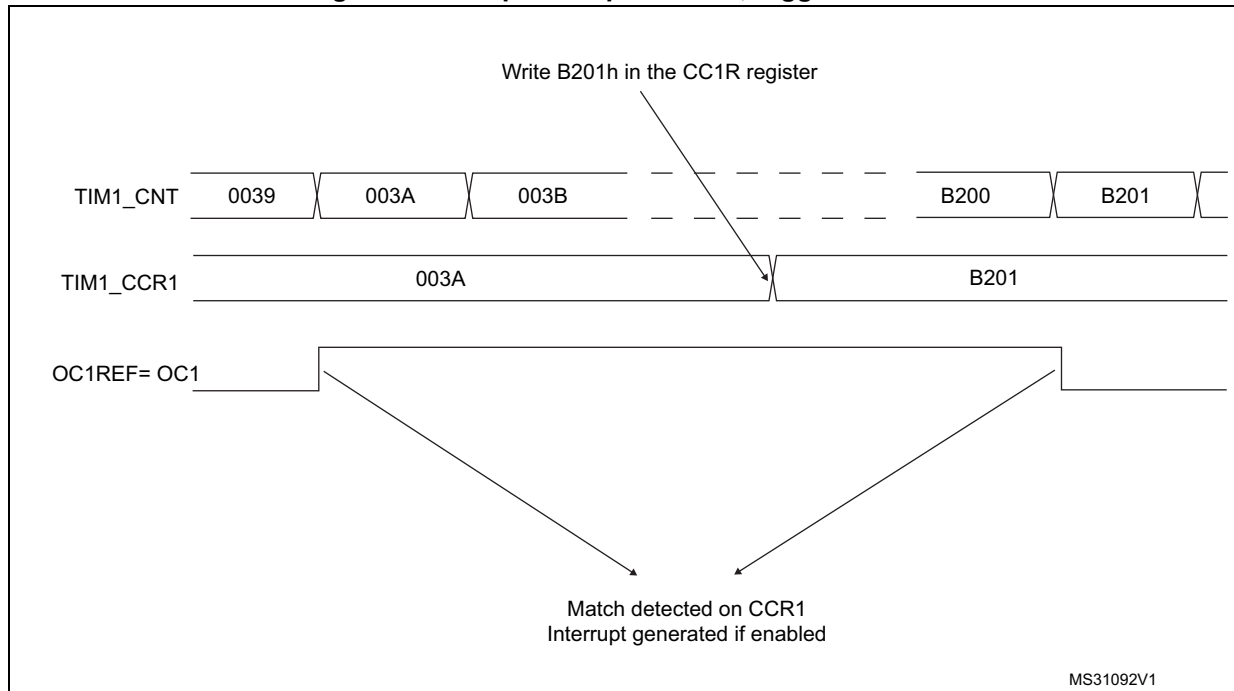 Write B201h in the CC1R register
TIM1_CNT 0039 003A 003B B200 B201
TIM1_CCR1 003A B201
OC1REF= OC1
Match detected on CCR1
Interrupt generated if enabled
MS31092V1